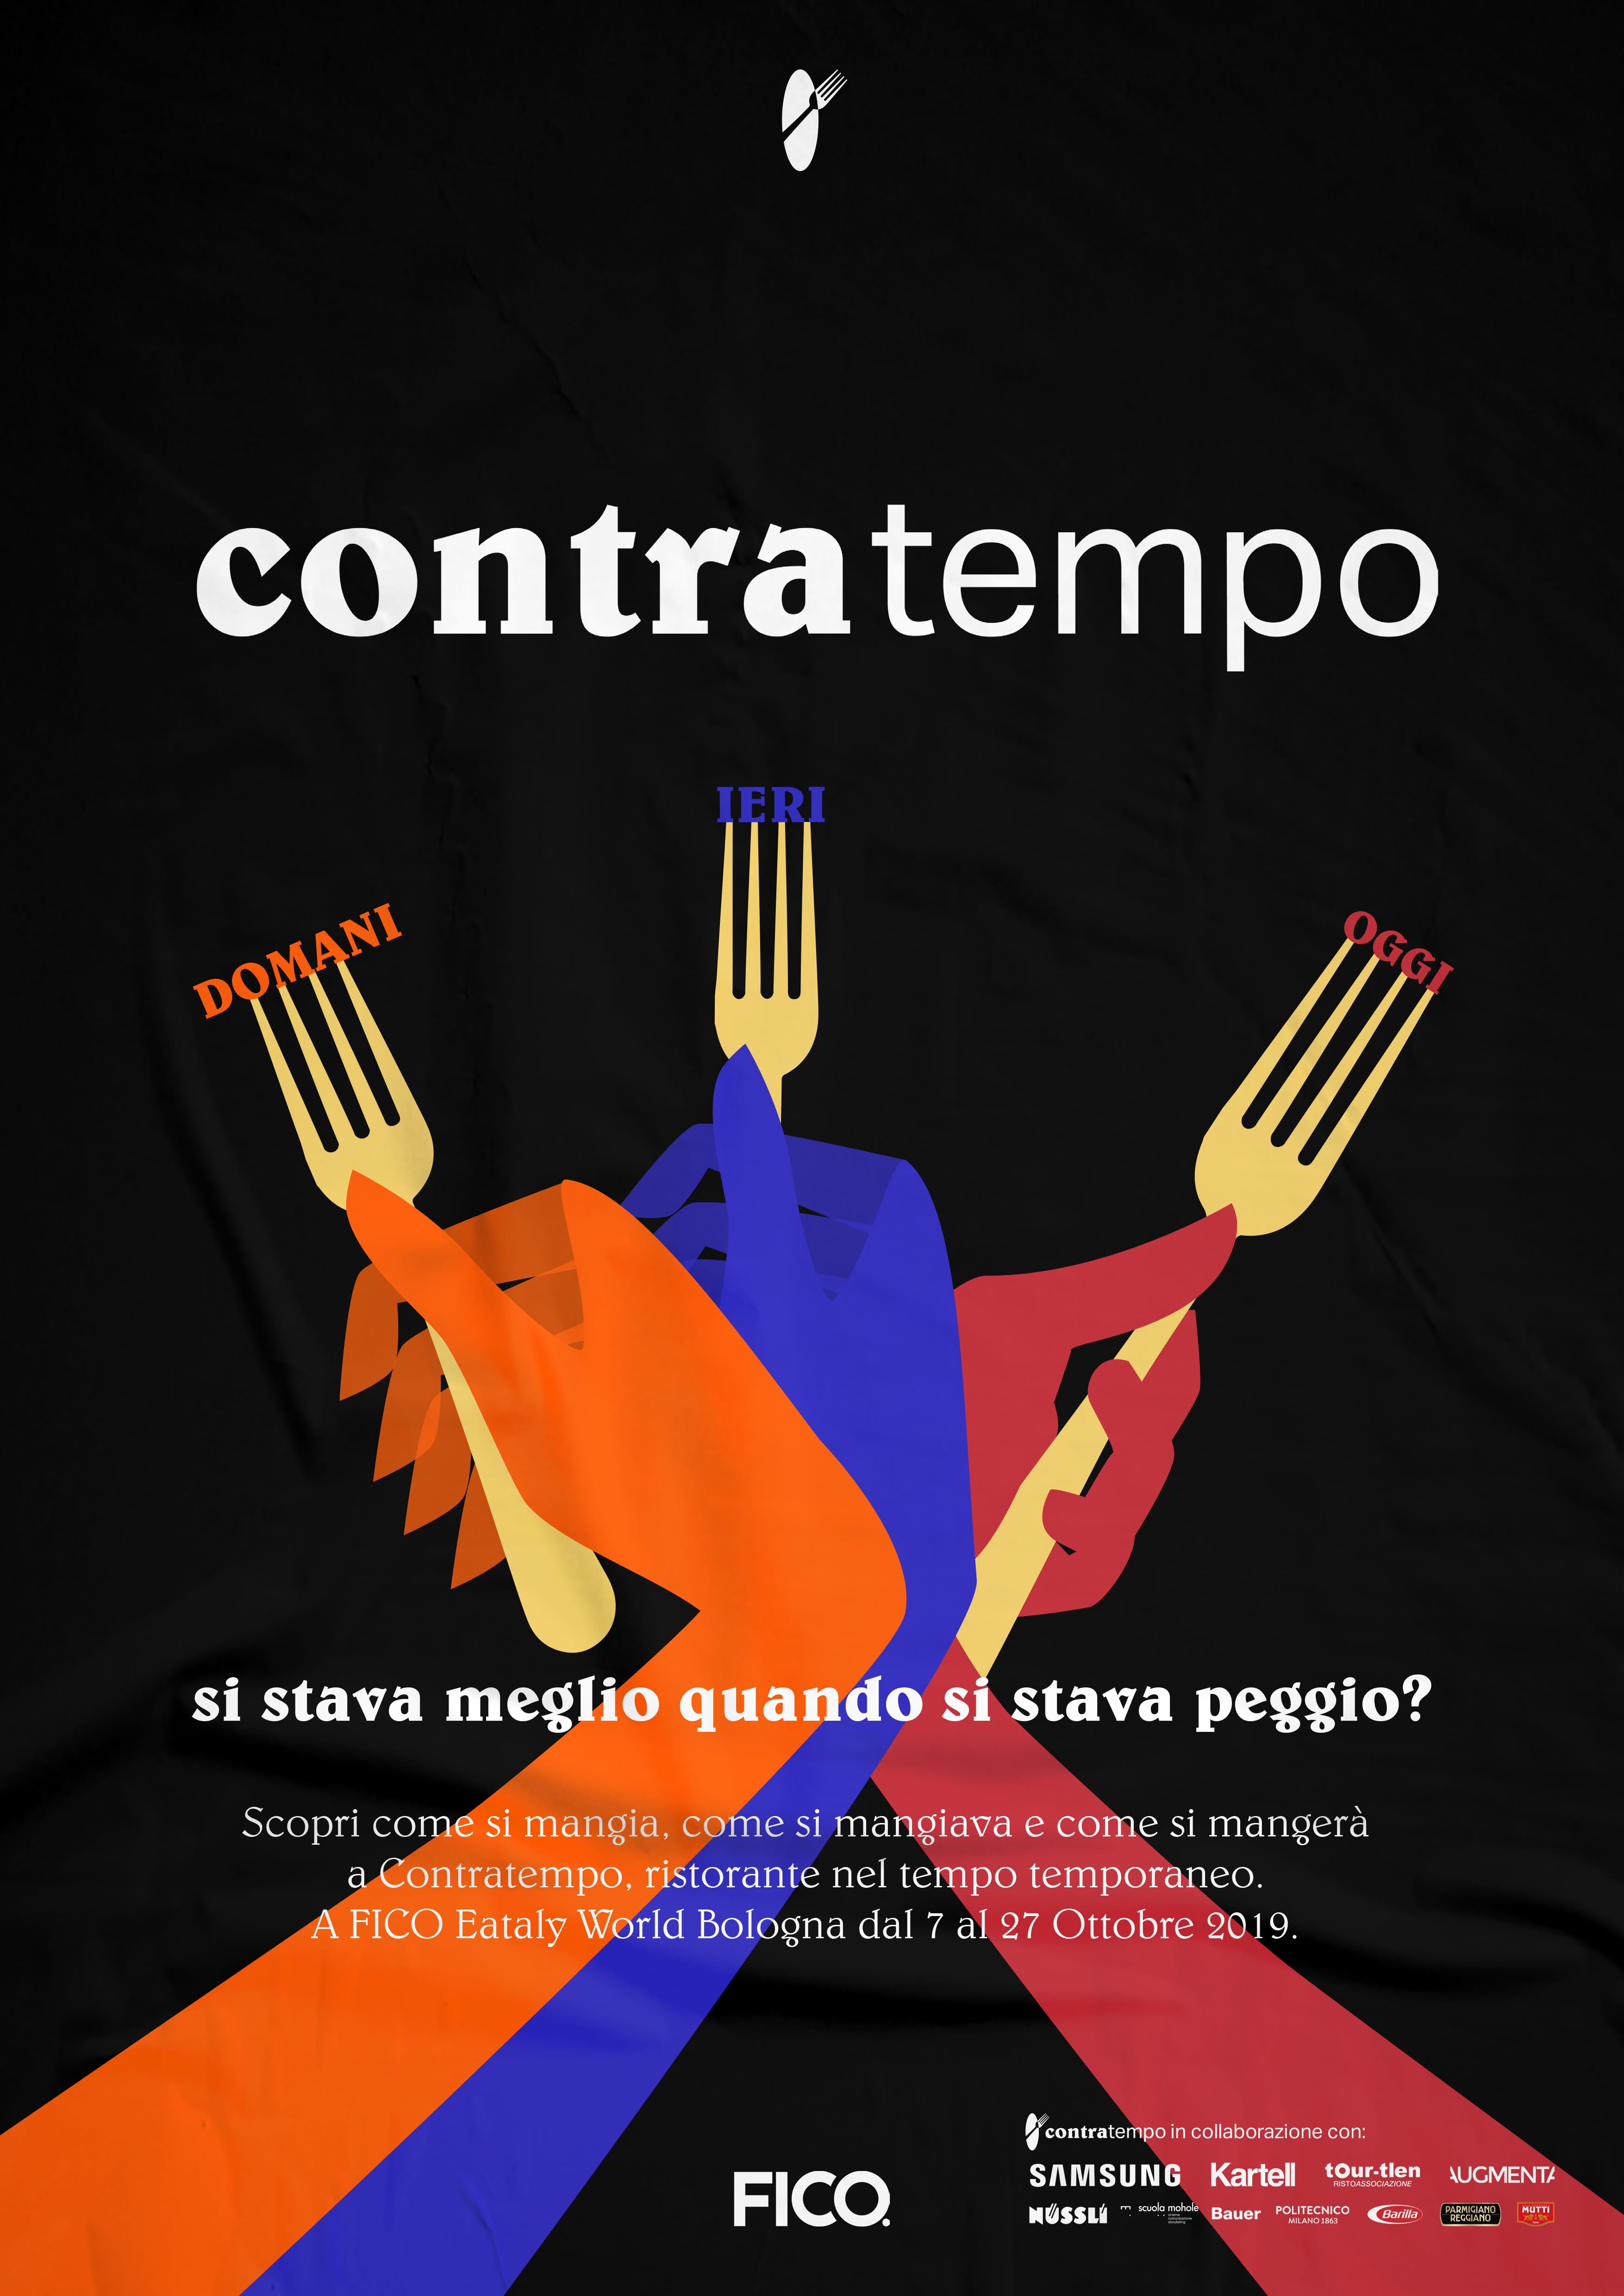 contratempo
IERI
DOMANI
OGGI
si stava meglio quando si stava peggio?
Scopri come si mangia, come si mangiava e come si mangerà
a Contratempo, ristorante nel tempo temporaneo.
A FICO Eataly World Bologna dal 7 al 27 Ottobre 2019.
contratempo in collaborazione con:
SAMSUNG Kartell tOur-tlen AUGMENTA
RISTOASSOCIAZIONE
NÜSSLI scuola mohole Bauer POLITECNICO Barilla PARMIGIANO MUTTI
MILANO 1863 REGGIANO
FICO.